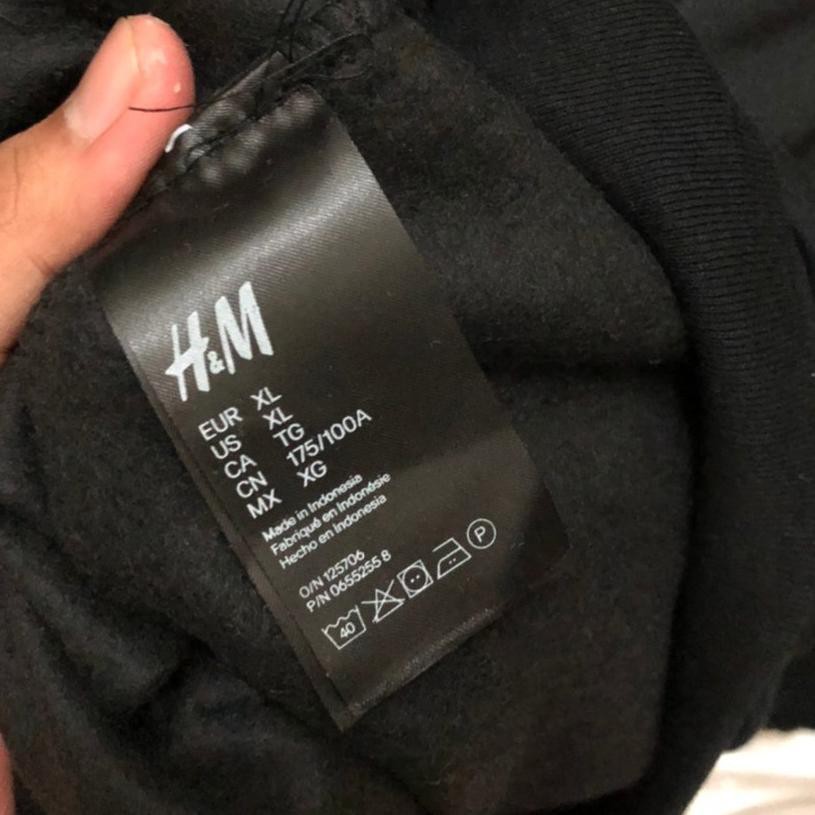 H&M
EUR XL
US XL
CA TG
CN 175/100A
MX XG
Made in Indonesia
Fabriqué en Indonésie
Hecho en Indonesia
O/N 125706
P/N 0655255 8
40 P